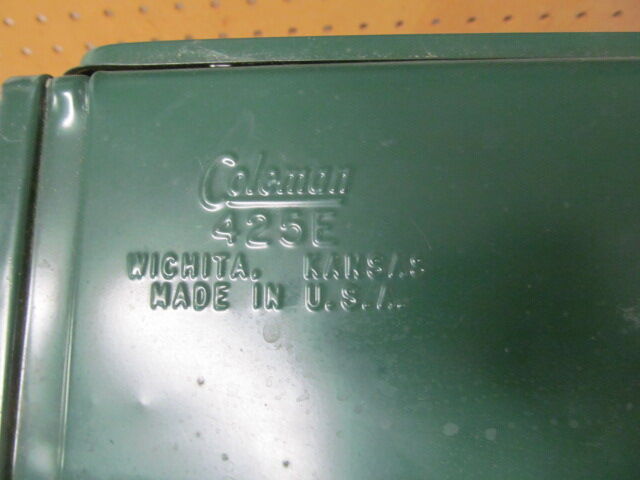 Coleman
425E
WICHITA, KANSAS
MADE IN U.S.A.